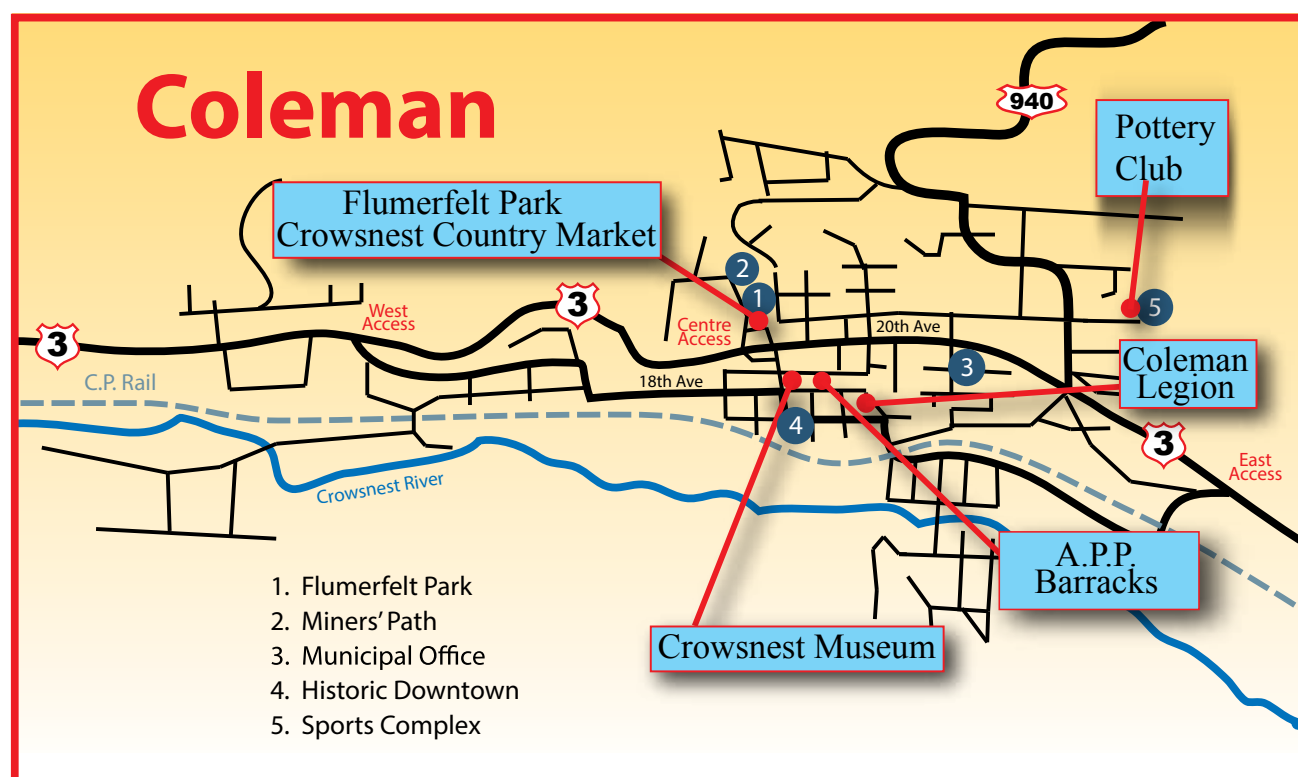 Coleman
940
Pottery
Club
Flumerfelt Park
Crowsnest Country Market
2
1
5
3
3
West
Access
Centre
Access
20th Ave
Coleman
Legion
3
C.P. Rail
18th Ave
4
3
East
Access
Crowsnest River
A.P.P.
Barracks
Crowsnest Museum
1. Flumerfelt Park
2. Miners’ Path
3. Municipal Office
4. Historic Downtown
5. Sports Complex